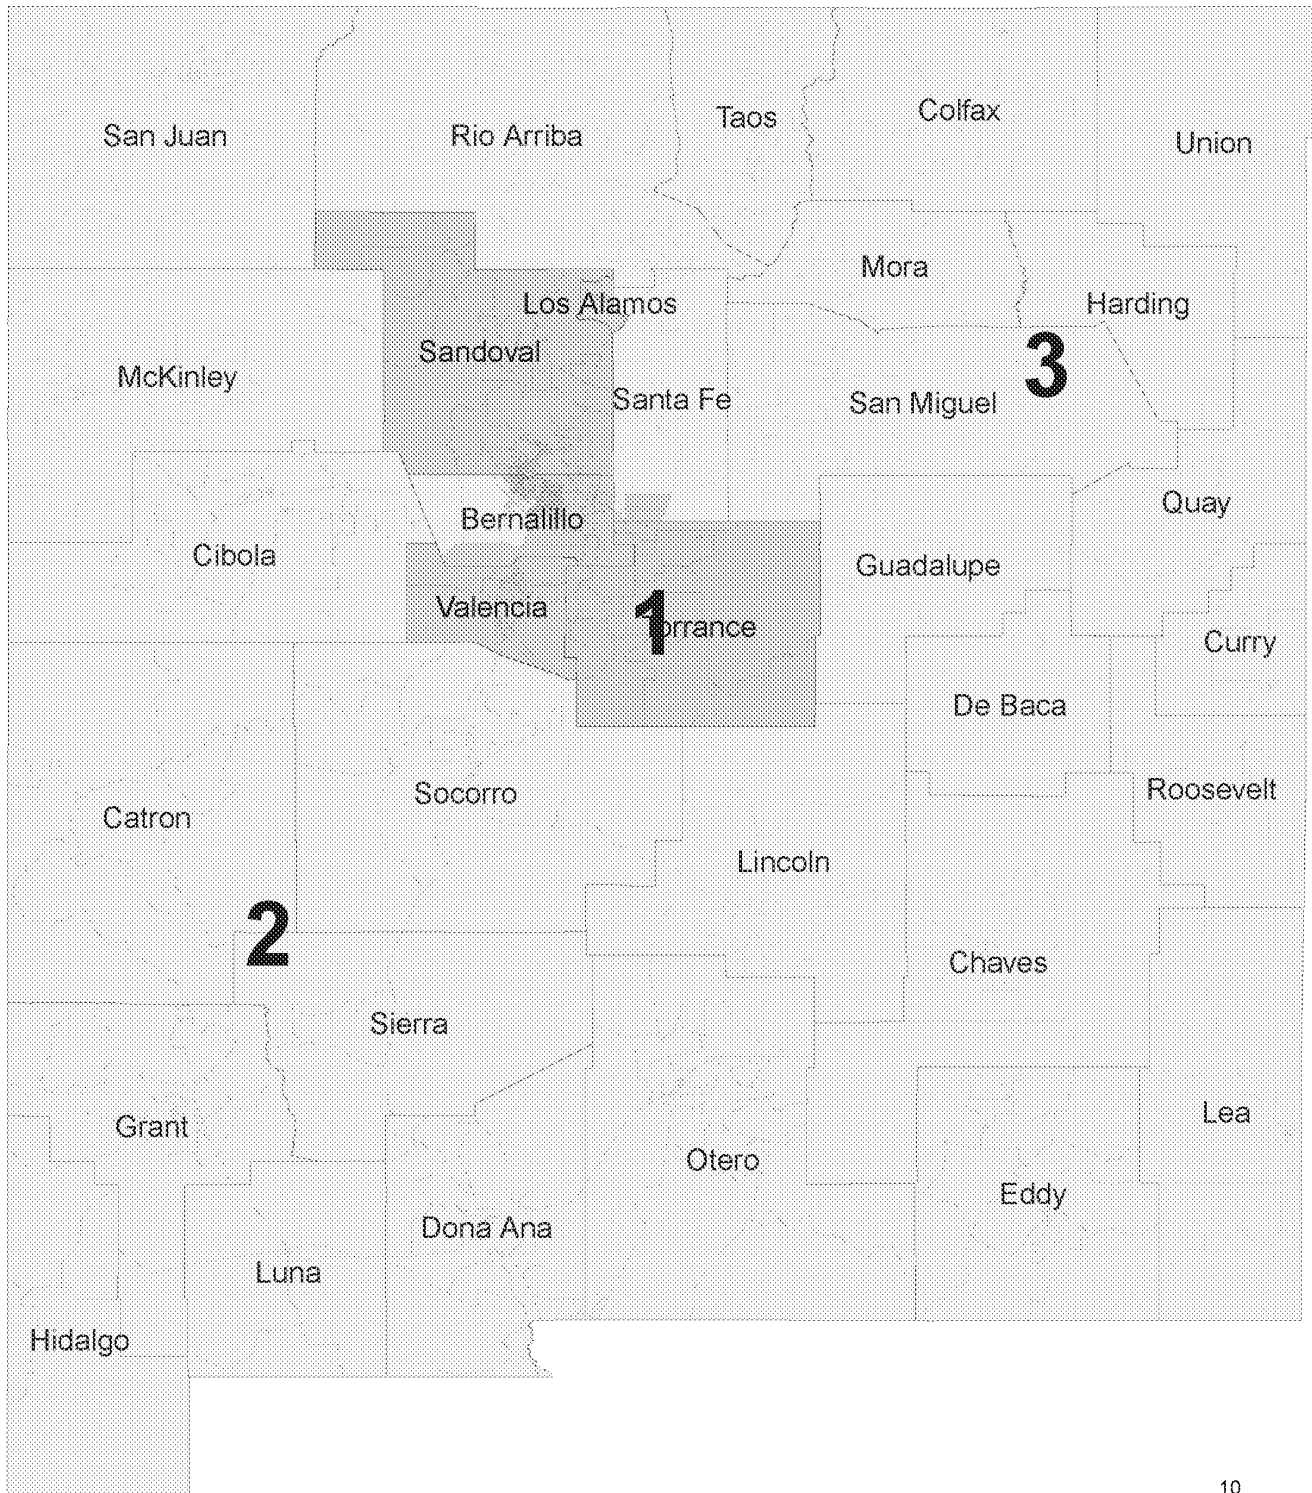 Taos
Colfax
San Juan
Rio Arriba
Union
Mora
Los Alamos
Harding
Sandoval
McKinley
3
Santa Fe
San Miguel
Quay
Bernalillo
Cibola
Guadalupe
Valencia
1
Torrance
Curry
De Baca
Socorro
Roosevelt
Catron
Lincoln
2
Chaves
Sierra
Grant
Lea
Otero
Eddy
Dona Ana
Luna
Hidalgo
10